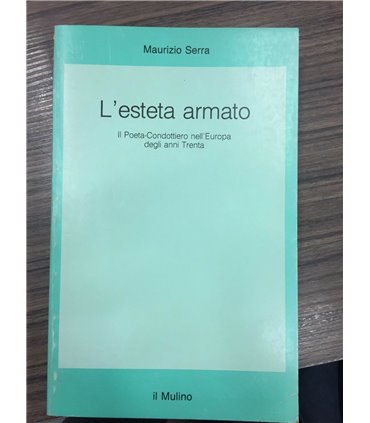 Maurizio Serra
L'esteta armato
Il Poeta-Condottiero nell'Europa
degli anni Trenta
il Mulino